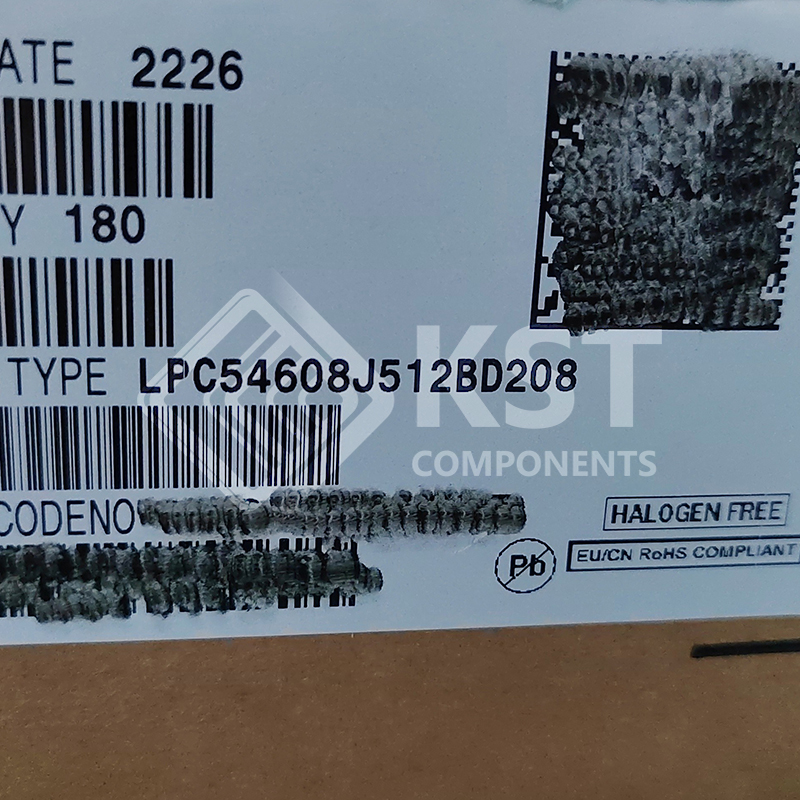 ATE 2226
Y 180
TYPE LPC54608J512BD208
KST
COMPONENTS
CODENO
HALOGEN FREE
Pb
EU/CN RoHS COMPLIANT